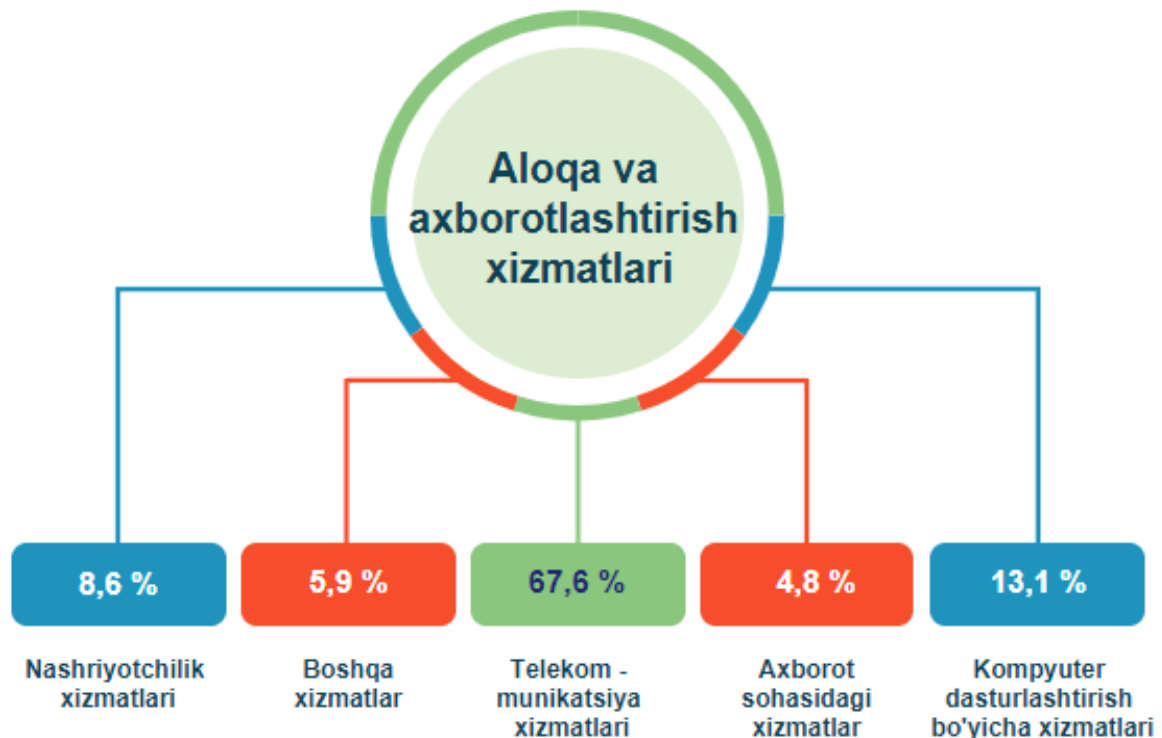 Aloqa va
axborotlashtirish
xizmatlari
8,6 %
5,9 %
67,6 %
4,8 %
13,1 %
Nashriyotchilik
xizmatlari
Boshqa
xizmatlar
Telekom -
munikatsiya
xizmatlari
Axborot
sohasidagi
xizmatlar
Kompyuter
dasturlashtirish
bo'yicha xizmatlari